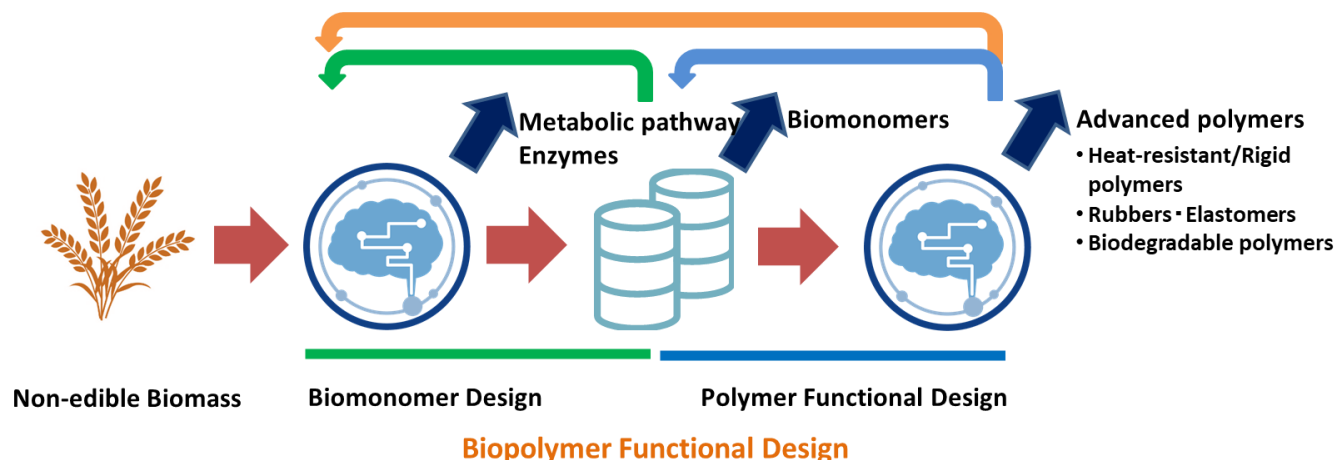 Metabolic pathway
Enzymes
Biomonomers
Advanced polymers
• Heat-resistant/Rigid
polymers
• Rubbers・Elastomers
• Biodegradable polymers
Non-edible Biomass
Biomonomer Design
Polymer Functional Design
Biopolymer Functional Design